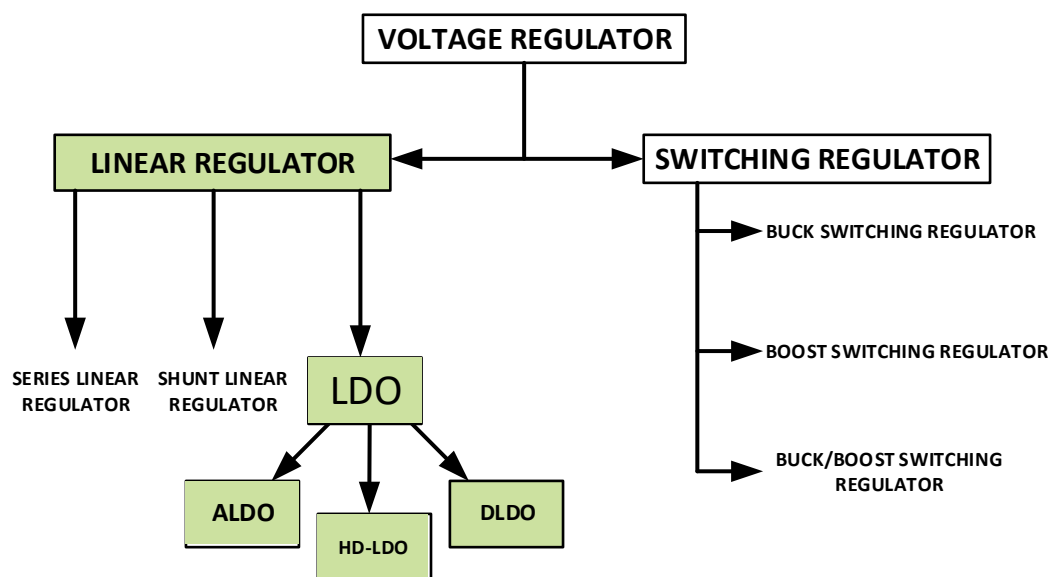 VOLTAGE REGULATOR
LINEAR REGULATOR
SWITCHING REGULATOR
BUCK SWITCHING REGULATOR
BOOST SWITCHING REGULATOR
BUCK/BOOST SWITCHING
REGULATOR
SERIES LINEAR
REGULATOR
SHUNT LINEAR
REGULATOR
LDO
ALDO
HD-LDO
DLDO